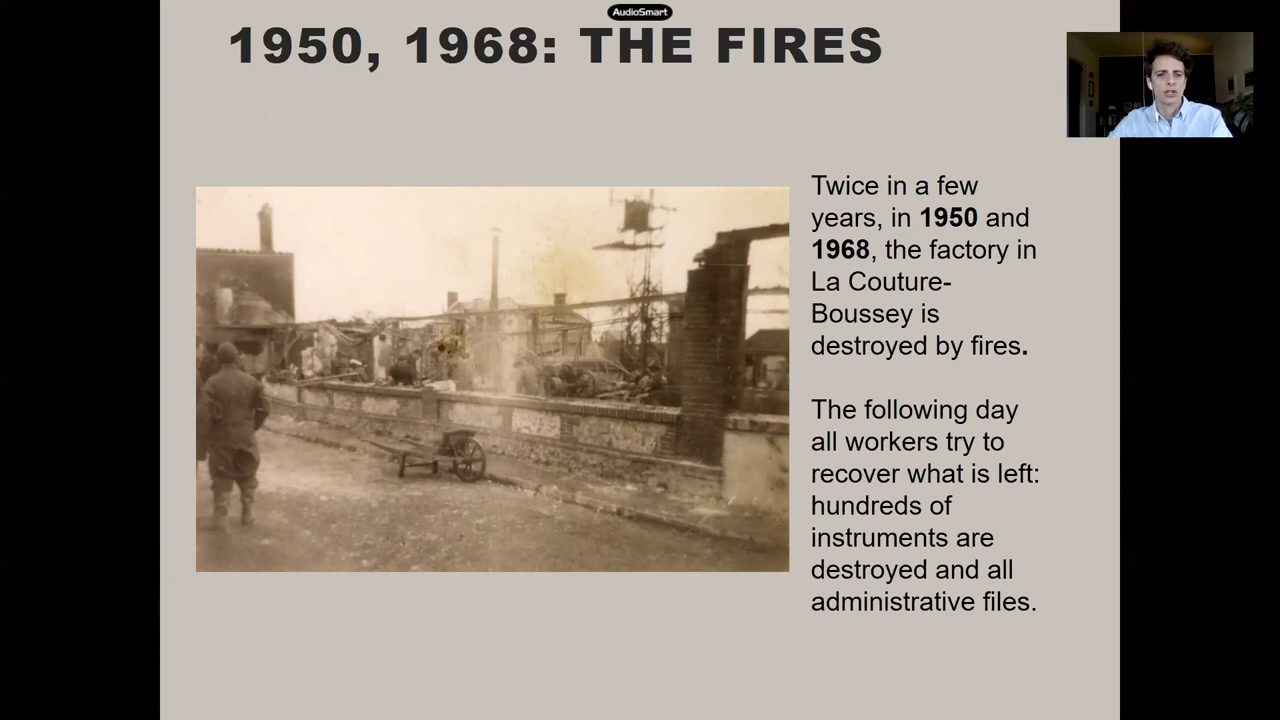 AudioSmart
1950, 1968: THE FIRES
Twice in a few
years, in 1950 and
1968, the factory in
La Couture-
Boussey is
destroyed by fires.
The following day
all workers try to
recover what is left:
hundreds of
instruments are
destroyed and all
administrative files.